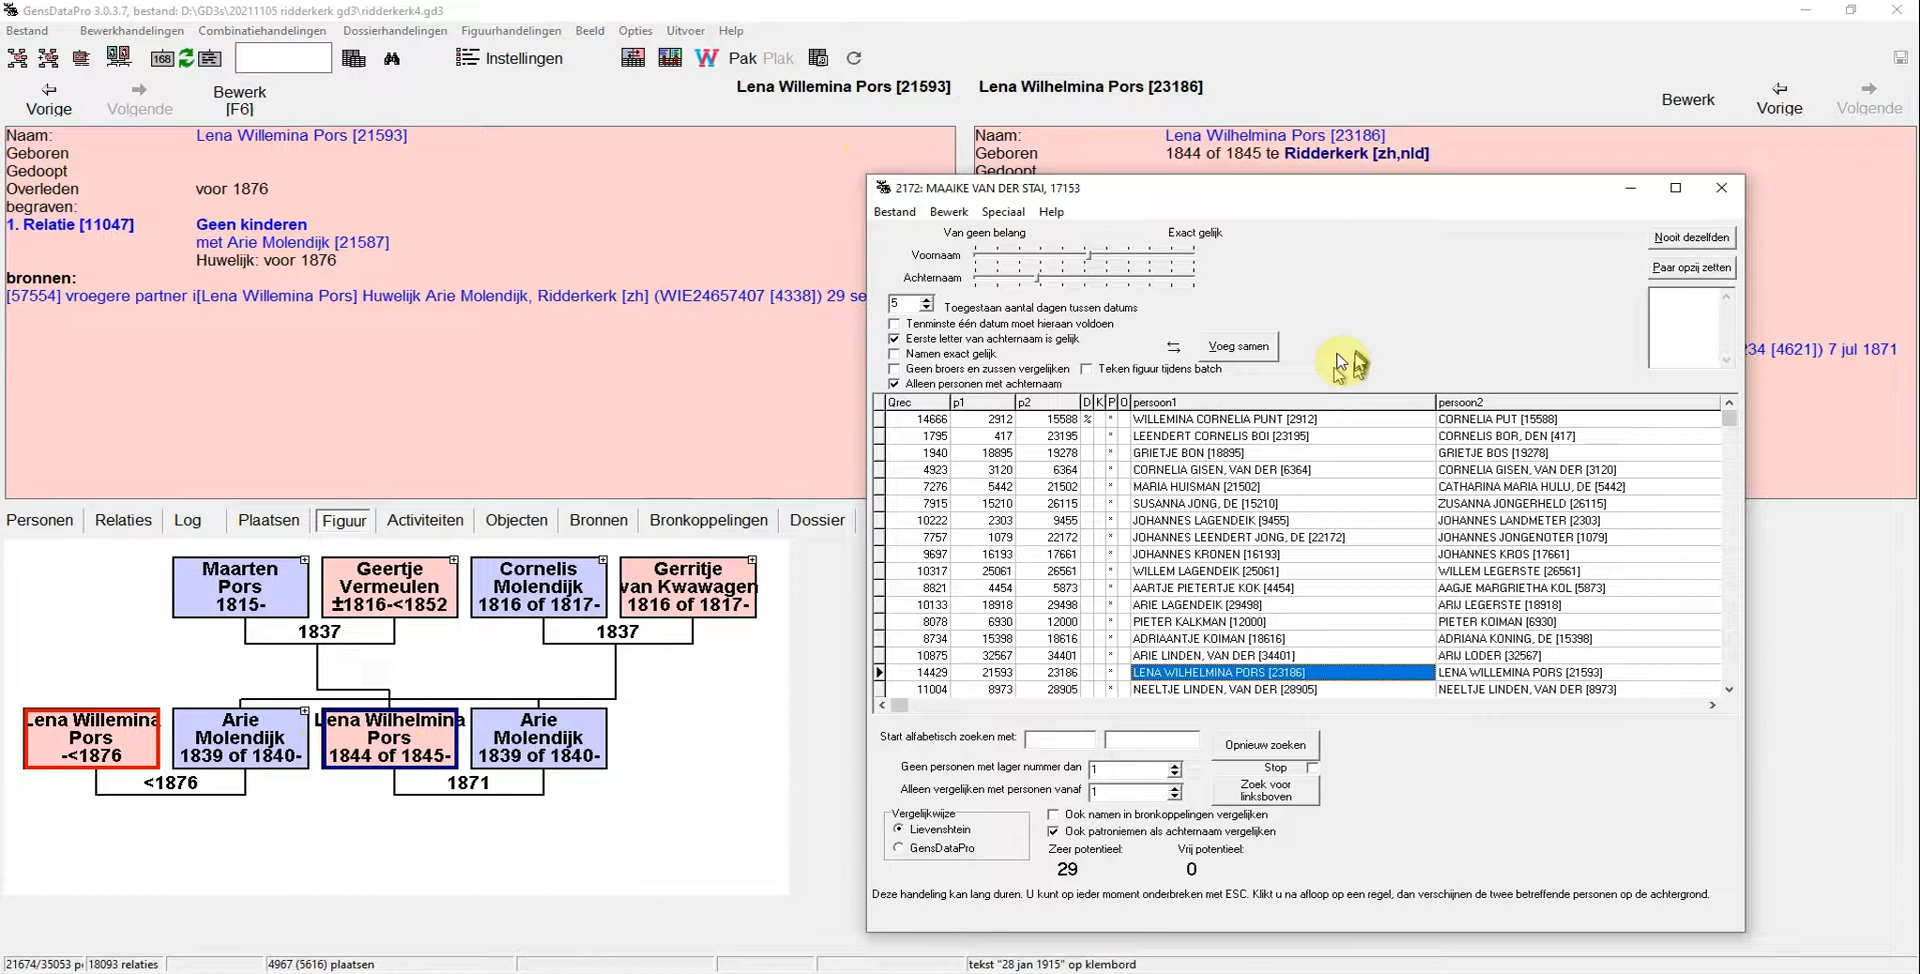 GensDataPro 3.0.3.7, bestand: D:\GD3s\20211105 ridderkerk gd3\ridderkerk4.gd3
Bestand Bewerkhandelingen Combinatiehandelingen Dossierhandelingen Figuurhandelingen Beeld Opties Uitvoer Help
168 Instellingen W Pak Plak
Vorige Volgende Bewerk [F6] Lena Willemina Pors [21593] Lena Wilhelmina Pors [23186] Bewerk Vorige Volgende
Naam: Lena Willemina Pors [21593]
Geboren
Gedoopt
Overleden voor 1876
begraven:
1. Relatie [11047] Geen kinderen
met Arie Molendijk [21587]
Huwelijk: voor 1876
bronnen:
[57554] vroegere partner i[Lena Willemina Pors] Huwelijk Arie Molendijk, Ridderkerk [zh] (WIE24657407 [4338]) 29 se
Naam: Lena Wilhelmina Pors [23186]
Geboren 1844 of 1845 te Ridderkerk [zh,nld]
Gedoopt
234 [4621]) 7 jul 1871
Personen Relaties Log Plaatsen Figuur Activiteiten Objecten Bronnen Bronkoppelingen Dossier
Maarten Pors 1815-
Geertje Vermeulen ±1816-<1852
Cornelis Molendijk 1816 of 1817-
Gerritje van Kwawagen 1816 of 1817-
1837 1837
Lena Willemina Pors -<1876
Arie Molendijk 1839 of 1840-
Lena Wilhelmina Pors 1844 of 1845-
Arie Molendijk 1839 of 1840-
<1876 1871
2172: MAAIKE VAN DER STAI, 17153
Bestand Bewerk Speciaal Help
Van geen belang Exact gelijk
Voornaam
Achternaam
Nooit dezelfden
Paar opzij zetten
5 Toegestaan aantal dagen tussen datums
Tenminste één datum moet hieraan voldoen
Eerste letter van achternaam is gelijk
Namen exact gelijk
Voeg samen
Geen broers en zussen vergelijken Teken figuur tijdens batch
Alleen personen met achternaam
Qrec p1 p2 D K P O persoon1 persoon2
14666 2912 15588 % * WILLEMINA CORNELIA PUNT [2912] CORNELIA PUT [15588]
1795 417 23195 * LEENDERT CORNELIS BOI [23195] CORNELIS BOR, DEN [417]
1940 18895 19278 * GRIETJE BON [18895] GRIETJE BOS [19278]
4923 3120 6364 * CORNELIA GISEN, VAN DER [6364] CORNELIA GISEN, VAN DER [3120]
7276 5442 21502 * MARIA HUISMAN [21502] CATHARINA MARIA HULU, DE [5442]
7915 15210 26115 * SUSANNA JONG, DE [15210] ZUSANNA JONGERHELD [26115]
10222 2303 9455 * JOHANNES LAGENDEIK [9455] JOHANNES LANDMETER [2303]
7757 1079 22172 * JOHANNES LEENDERT JONG, DE [22172] JOHANNES JONGENOTER [1079]
9697 16193 17661 * JOHANNES KRONEN [16193] JOHANNES KROS [17661]
10317 25061 26561 * WILLEM LAGENDEIK [25061] WILLEM LEGERSTE [26561]
8821 4454 5873 * AARTJE PIETERTJE KOK [4454] AAGJE MARGRIETHA KOL [5873]
10133 18918 29498 * ARIE LAGENDEIK [29498] ARIJ LEGERSTE [18918]
8078 6930 12000 * PIETER KALKMAN [12000] PIETER KOIMAN [6930]
8734 15398 18616 * ADRIAANTJE KOIMAN [18616] ADRIANA KONING, DE [15398]
10875 32567 34401 * ARIE LINDEN, VAN DER [34401] ARIJ LODER [32567]
14429 21593 23186 * LENA WILHELMINA PORS [23186] LENA WILLEMINA PORS [21593]
11004 8973 28905 * NEELTJE LINDEN, VAN DER [28905] NEELTJE LINDEN, VAN DER [8973]
Start alfabetisch zoeken met: Opnieuw zoeken
Geen personen met lager nummer dan 1 Stop
Alleen vergelijken met personen vanaf 1 Zoek voor linksboven
Vergelijkwijze
Lievenshtein
GensDataPro
Ook namen in bronkoppelingen vergelijken
Ook patroniemen als achternaam vergelijken
Zeer potentieel: Vrij potentieel:
29 0
Deze handeling kan lang duren. U kunt op ieder moment onderbreken met ESC. Klikt u na afloop op een regel, dan verschijnen de twee betreffende personen op de achtergrond.
21674/35053 pe 18093 relaties 4967 (5616) plaatsen tekst "28 jan 1915" op klembord